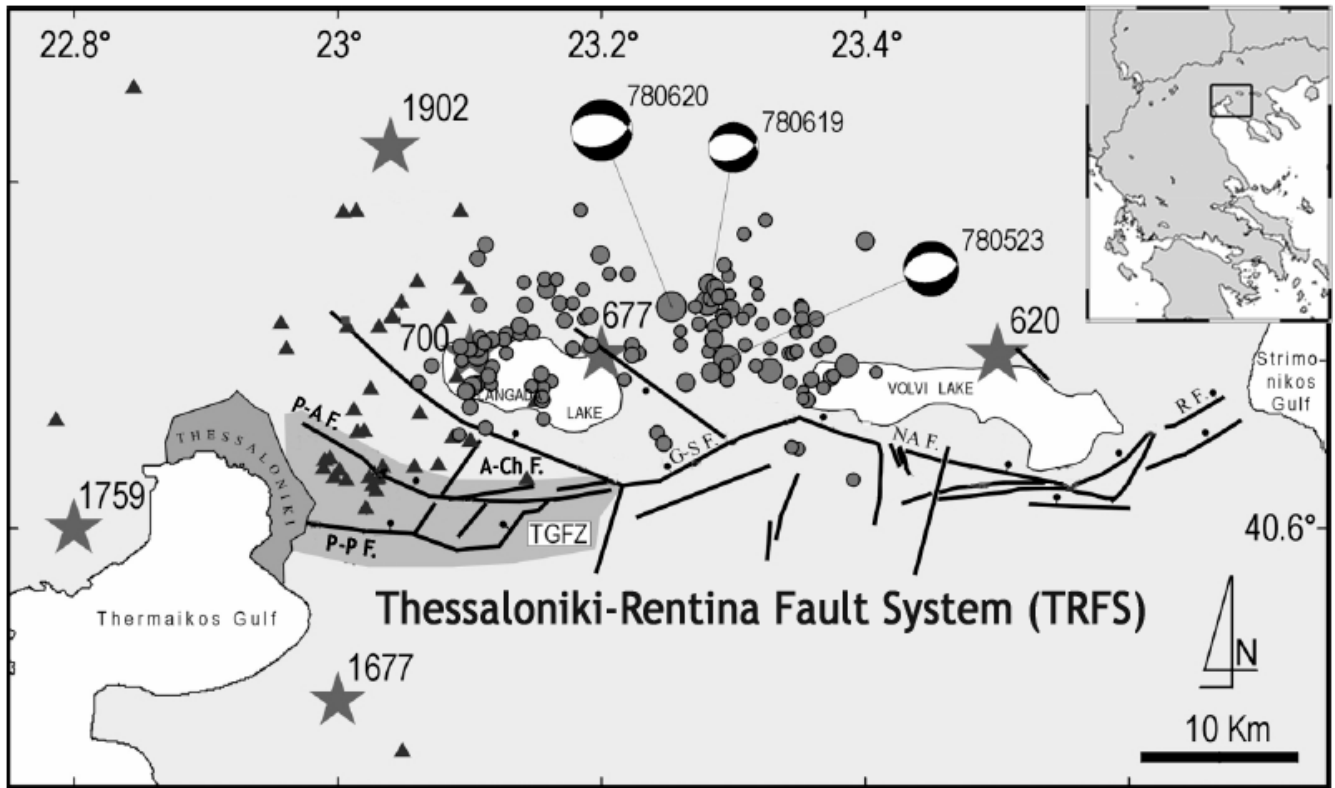 22.8°
23°
23.2°
23.4°
1902
780620
780619
780523
700
677
620
LAKE
VOLVI LAKE
Strimo
nikos
Gulf
THESSALONIKI
P-A F.
A-Ch F.
G-S F.
NA F.
R F.
1759
P-P F.
TGFZ
40.6°
Thermaikos Gulf
Thessaloniki-Rentina Fault System (TRFS)
1677
N
10 Km